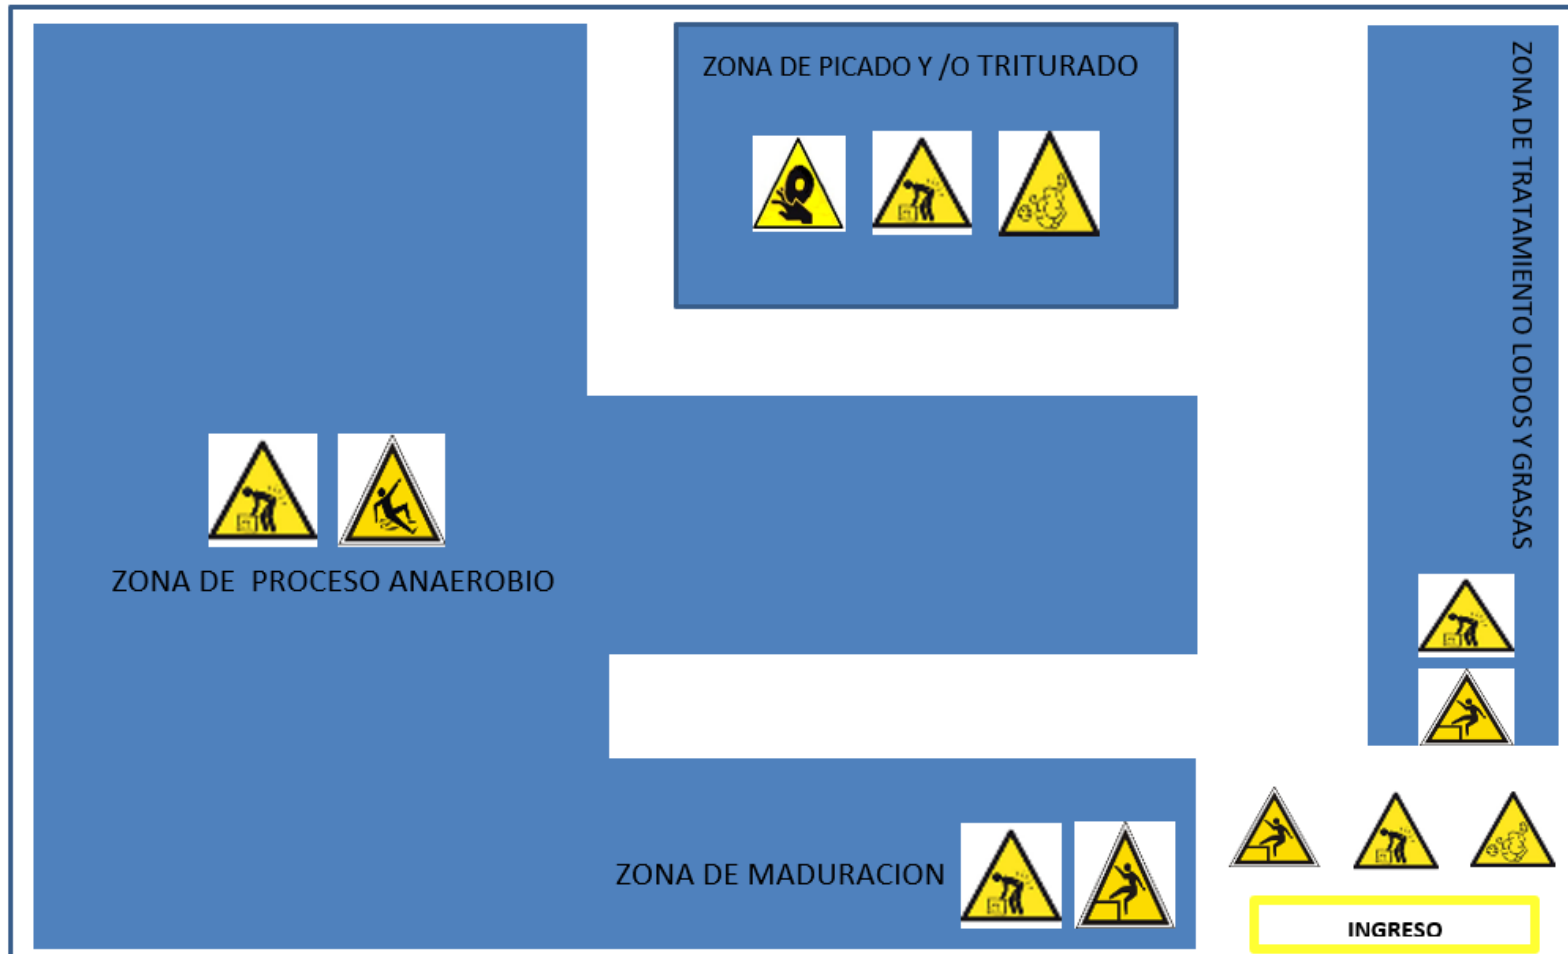 ZONA DE PICADO Y /O TRITURADO
ZONA DE TRATAMIENTO LODOS Y GRASAS
ZONA DE  PROCESO ANAEROBIO
ZONA DE MADURACION
INGRESO